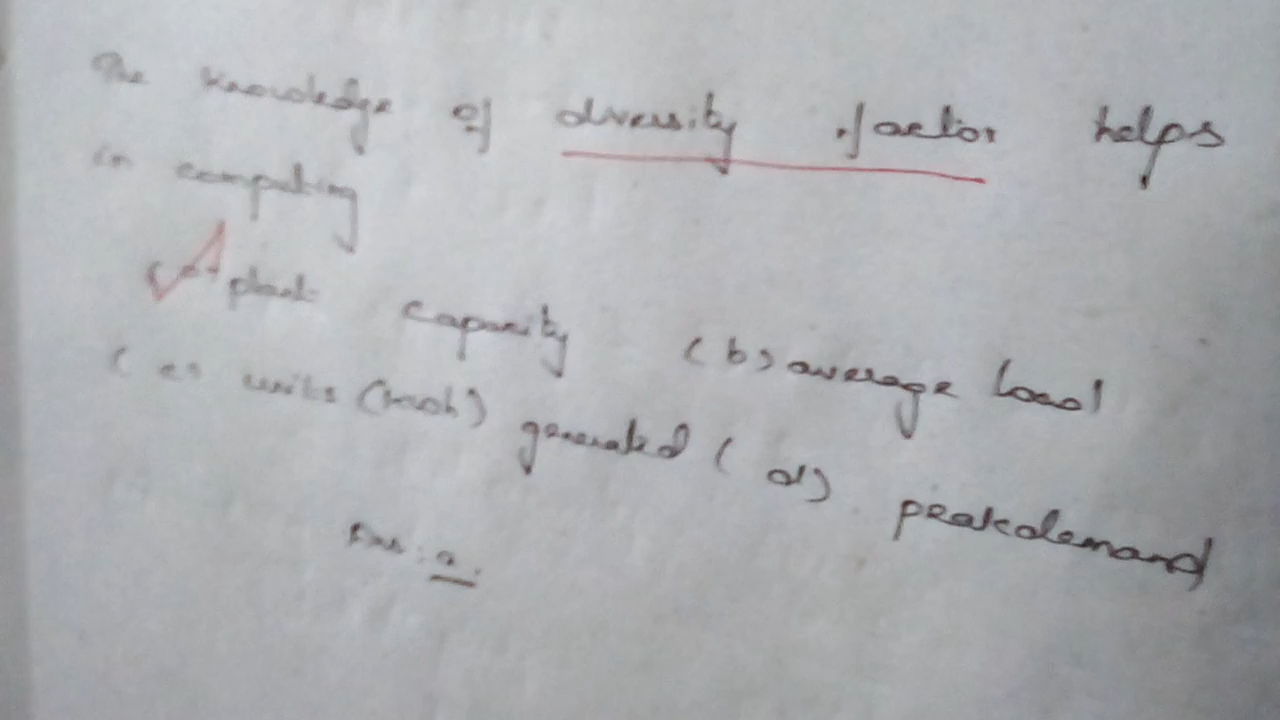 The knowledge of diversity factor helps
in computing
(a) plant capacity (b) average load
(c) units (kwh) generated (d) peak demand
Ans: a.